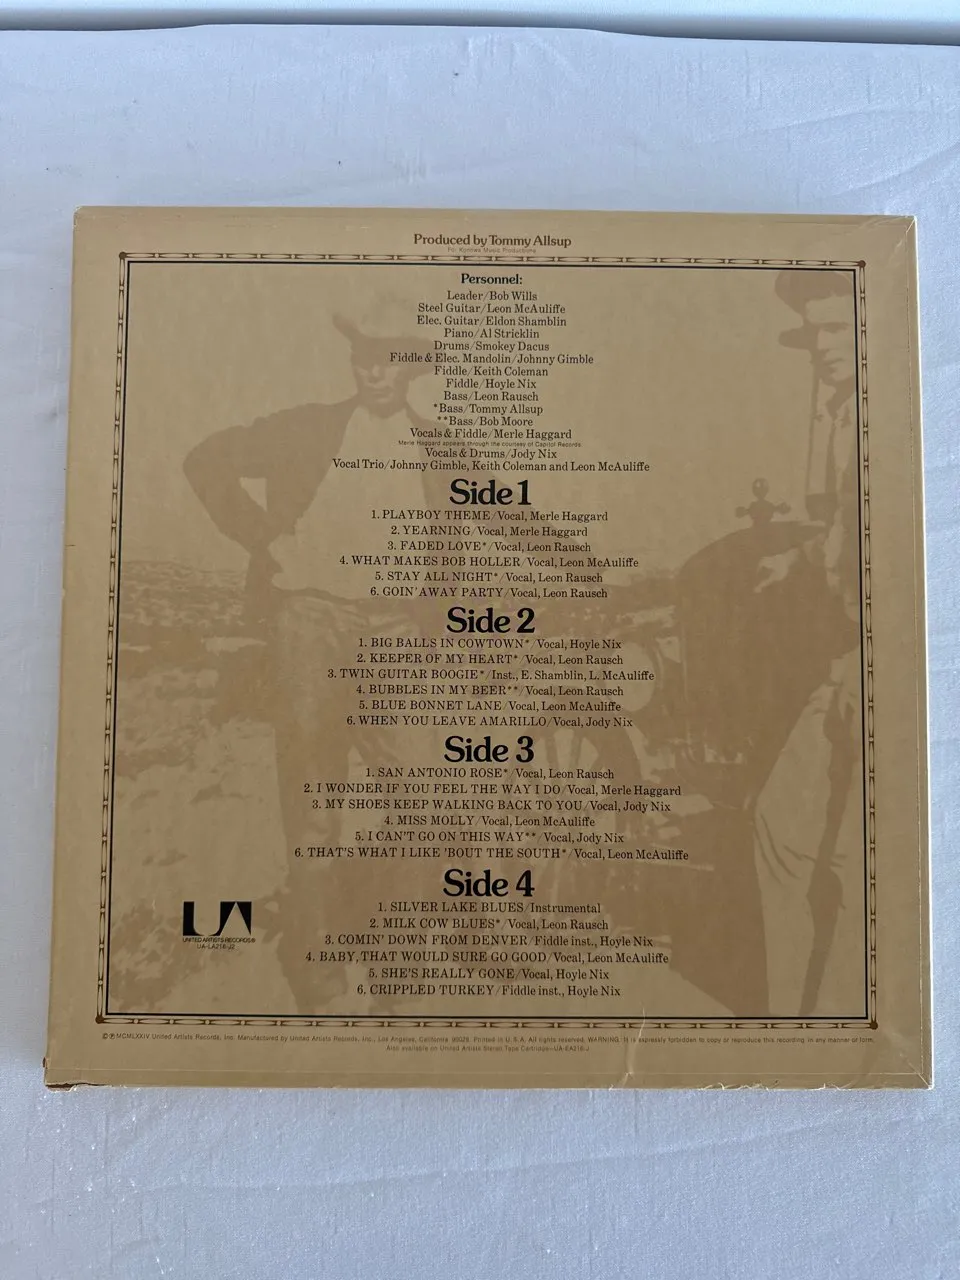 Produced by Tommy Allsup
For Konawa Music Productions
Personnel:
Leader/Bob Wills
Steel Guitar/Leon McAuliffe
Elec. Guitar/Eldon Shamblin
Piano/Al Stricklin
Drums/Smokey Dacus
Fiddle & Elec. Mandolin/Johnny Gimble
Fiddle/Keith Coleman
Fiddle/Hoyle Nix
Bass/Leon Rausch
*Bass/Tommy Allsup
**Bass/Bob Moore
Vocals & Fiddle/Merle Haggard
Merle Haggard appears through the courtesy of Capitol Records
Vocals & Drums/Jody Nix
Vocal Trio/Johnny Gimble, Keith Coleman and Leon McAuliffe
Side 1
1. PLAYBOY THEME/Vocal, Merle Haggard
2. YEARNING/Vocal, Merle Haggard
3. FADED LOVE*/Vocal, Leon Rausch
4. WHAT MAKES BOB HOLLER/Vocal, Leon McAuliffe
5. STAY ALL NIGHT*/Vocal, Leon Rausch
6. GOIN' AWAY PARTY/Vocal, Leon Rausch
Side 2
1. BIG BALLS IN COWTOWN*/Vocal, Hoyle Nix
2. KEEPER OF MY HEART*/Vocal, Leon Rausch
3. TWIN GUITAR BOOGIE*/Inst., E. Shamblin, L. McAuliffe
4. BUBBLES IN MY BEER**/Vocal, Leon Rausch
5. BLUE BONNET LANE/Vocal, Leon McAuliffe
6. WHEN YOU LEAVE AMARILLO/Vocal, Jody Nix
Side 3
1. SAN ANTONIO ROSE*/Vocal, Leon Rausch
2. I WONDER IF YOU FEEL THE WAY I DO/Vocal, Merle Haggard
3. MY SHOES KEEP WALKING BACK TO YOU/Vocal, Jody Nix
4. MISS MOLLY/Vocal, Leon McAuliffe
5. I CAN'T GO ON THIS WAY**/Vocal, Jody Nix
6. THAT'S WHAT I LIKE 'BOUT THE SOUTH*/Vocal, Leon McAuliffe
Side 4
1. SILVER LAKE BLUES/Instrumental
2. MILK COW BLUES*/Vocal, Leon Rausch
3. COMIN' DOWN FROM DENVER/Fiddle inst., Hoyle Nix
4. BABY, THAT WOULD SURE GO GOOD/Vocal, Leon McAuliffe
5. SHE'S REALLY GONE/Vocal, Hoyle Nix
6. CRIPPLED TURKEY/Fiddle inst., Hoyle Nix
UA
UNITED ARTISTS RECORDS®
UA-LA216-J2
© ℗ MCMLXXIV United Artists Records, Inc. Manufactured by United Artists Records, Inc., Los Angeles, California 90028. Printed in U.S.A. All rights reserved. WARNING: It is expressly forbidden to copy or reproduce this recording in any manner or form.
Also available on United Artists Stereo Tape Cartridge—UA-EA216-J